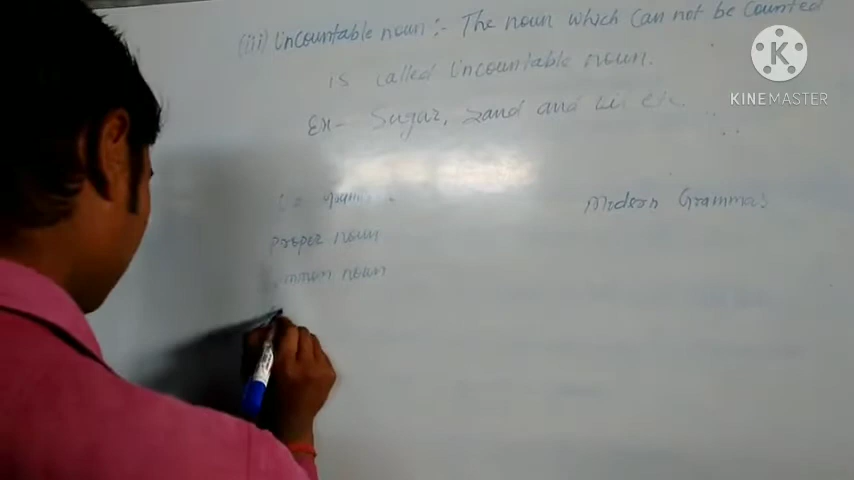 (iii) Uncountable noun :- The noun which can not be counted
is called Uncountable noun.
Ex- Sugar, sand and etc.
Modern Grammar
proper noun
common noun
K
KINEMASTER